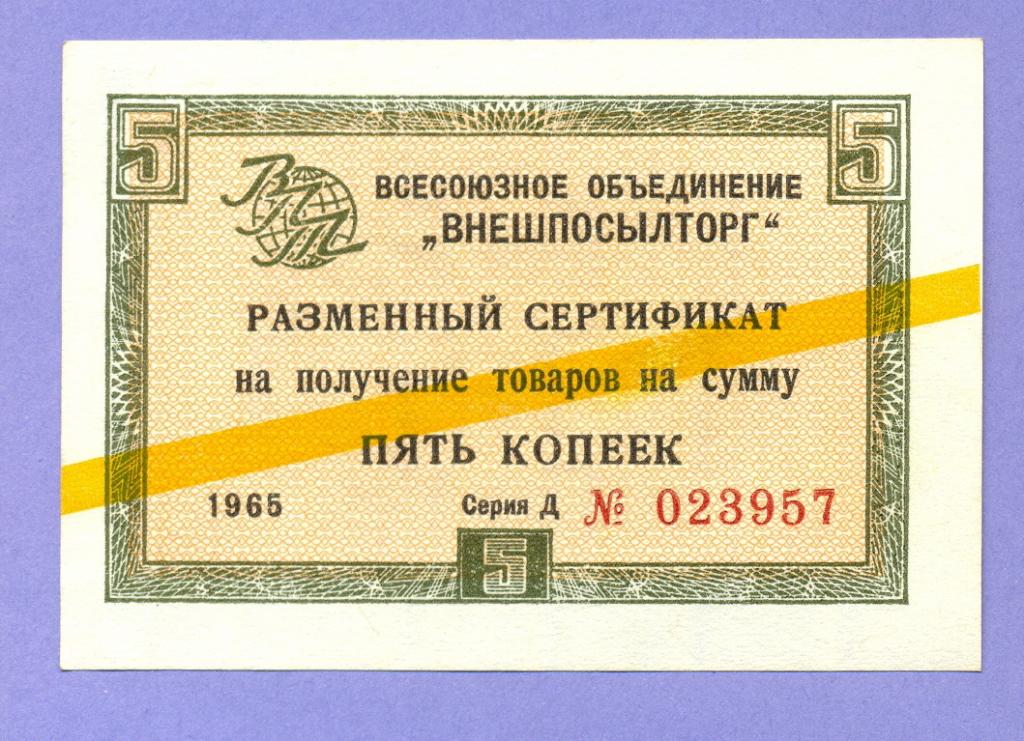 5 5
ВПТ
ВСЕСОЮЗНОЕ ОБЪЕДИНЕНИЕ
„ВНЕШПОСЫЛТОРГ“
РАЗМЕННЫЙ СЕРТИФИКАТ
на получение товаров на сумму
ПЯТЬ КОПЕЕК
1965 Серия Д № 023957
5